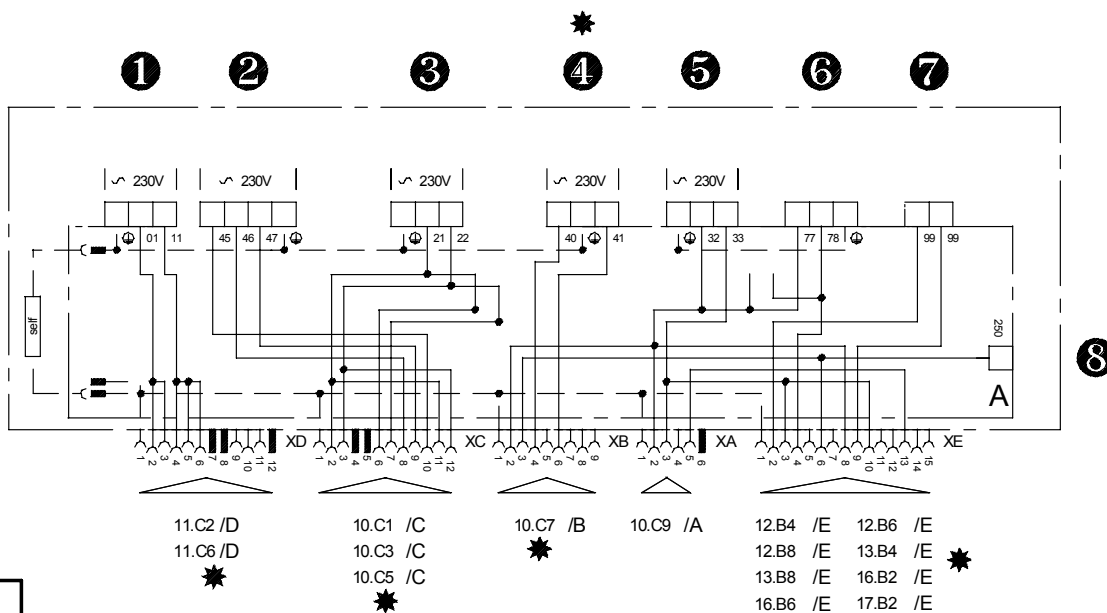 1 2 3 4 5 6 7
230V 230V 230V 230V 230V
01 11 45 46 47 21 22 40 41 32 33 77 78 99 99
self
250
8
A
XD XC XB XA XE
1 2 3 4 5 6 7 8 9 10 11 12 1 2 3 4 5 6 7 8 9 10 11 12 1 2 3 4 5 6 7 8 9 1 2 3 4 5 6 1 2 3 4 5 6 7 8 9 10 11 12 13 14 15
11.C2 /D 10.C1 /C 10.C7 /B 10.C9 /A 12.B4 /E 12.B6 /E
11.C6 /D 10.C3 /C 12.B8 /E 13.B4 /E
10.C5 /C 13.B8 /E 16.B2 /E
16.B6 /E 17.B2 /E